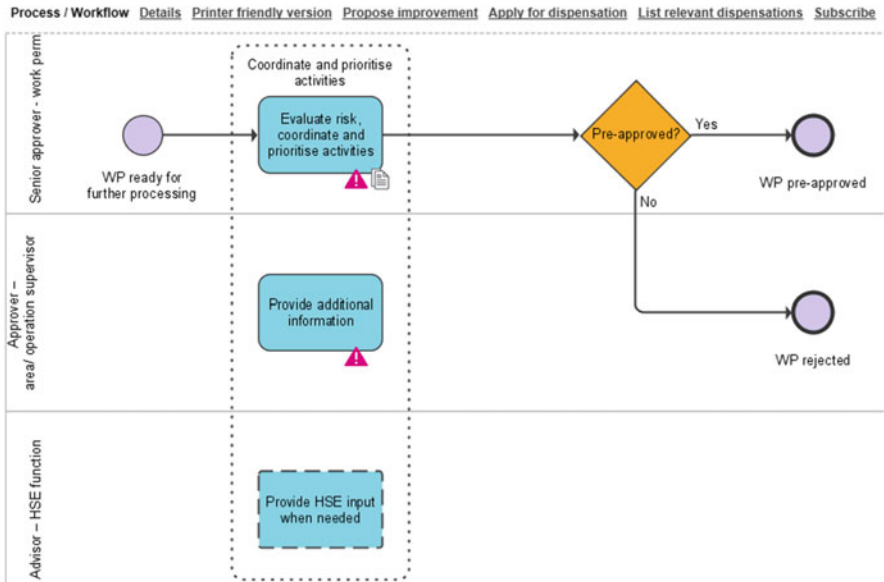 Process / Workflow Details Printer friendly version Propose improvement Apply for dispensation List relevant dispensations Subscribe
Senior approver - work perm
Coordinate and prioritise
activities
Evaluate risk,
coordinate and
prioritise activities
WP ready for
further processing
Pre-approved?
Yes
No
WP pre-approved
Approver –
area/ operation supervisor
Provide additional
information
WP rejected
Advisor – HSE function
Provide HSE input
when needed